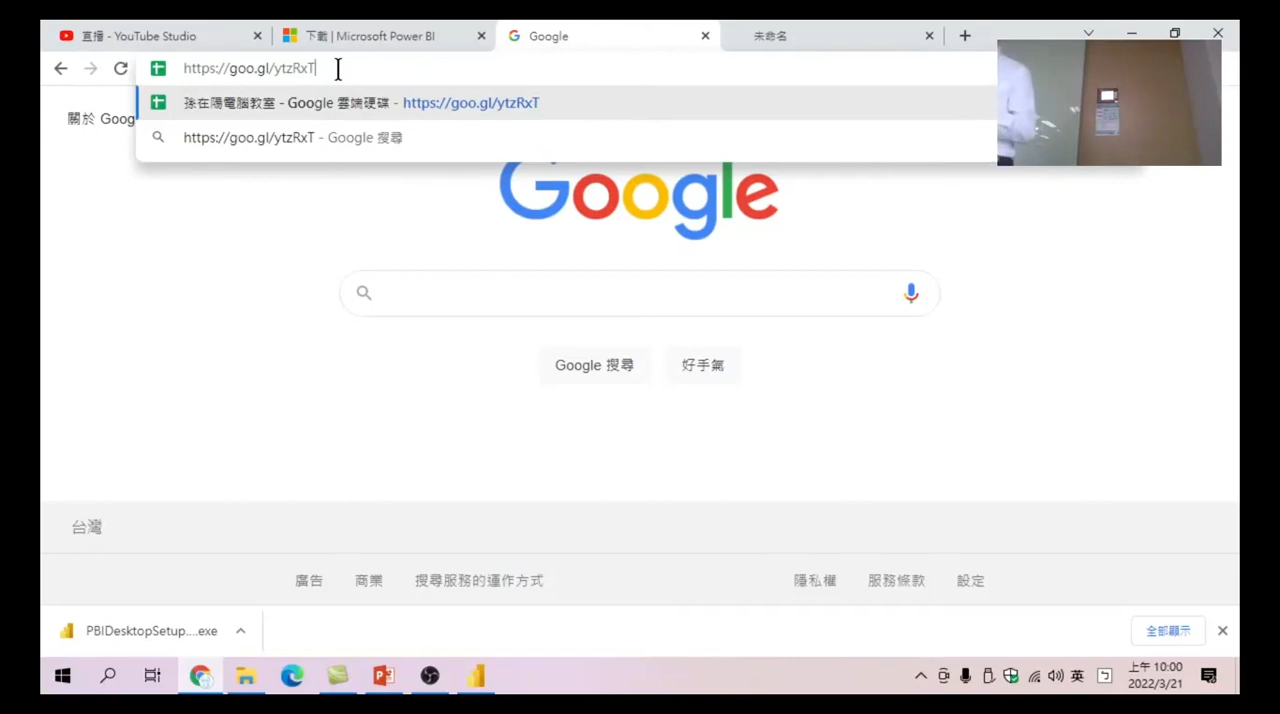 直播 - YouTube Studio
下載 | Microsoft Power BI
Google
未命名
https://goo.gl/ytzRxT
孫在陽電腦教室 - Google 雲端硬碟 - https://goo.gl/ytzRxT
關於 Goog
https://goo.gl/ytzRxT - Google 搜尋
Google
Google 搜尋
好手氣
台灣
廣告
商業
搜尋服務的運作方式
隱私權
服務條款
設定
PBIDesktopSetup....exe
全部顯示
英
上午 10:00
2022/3/21